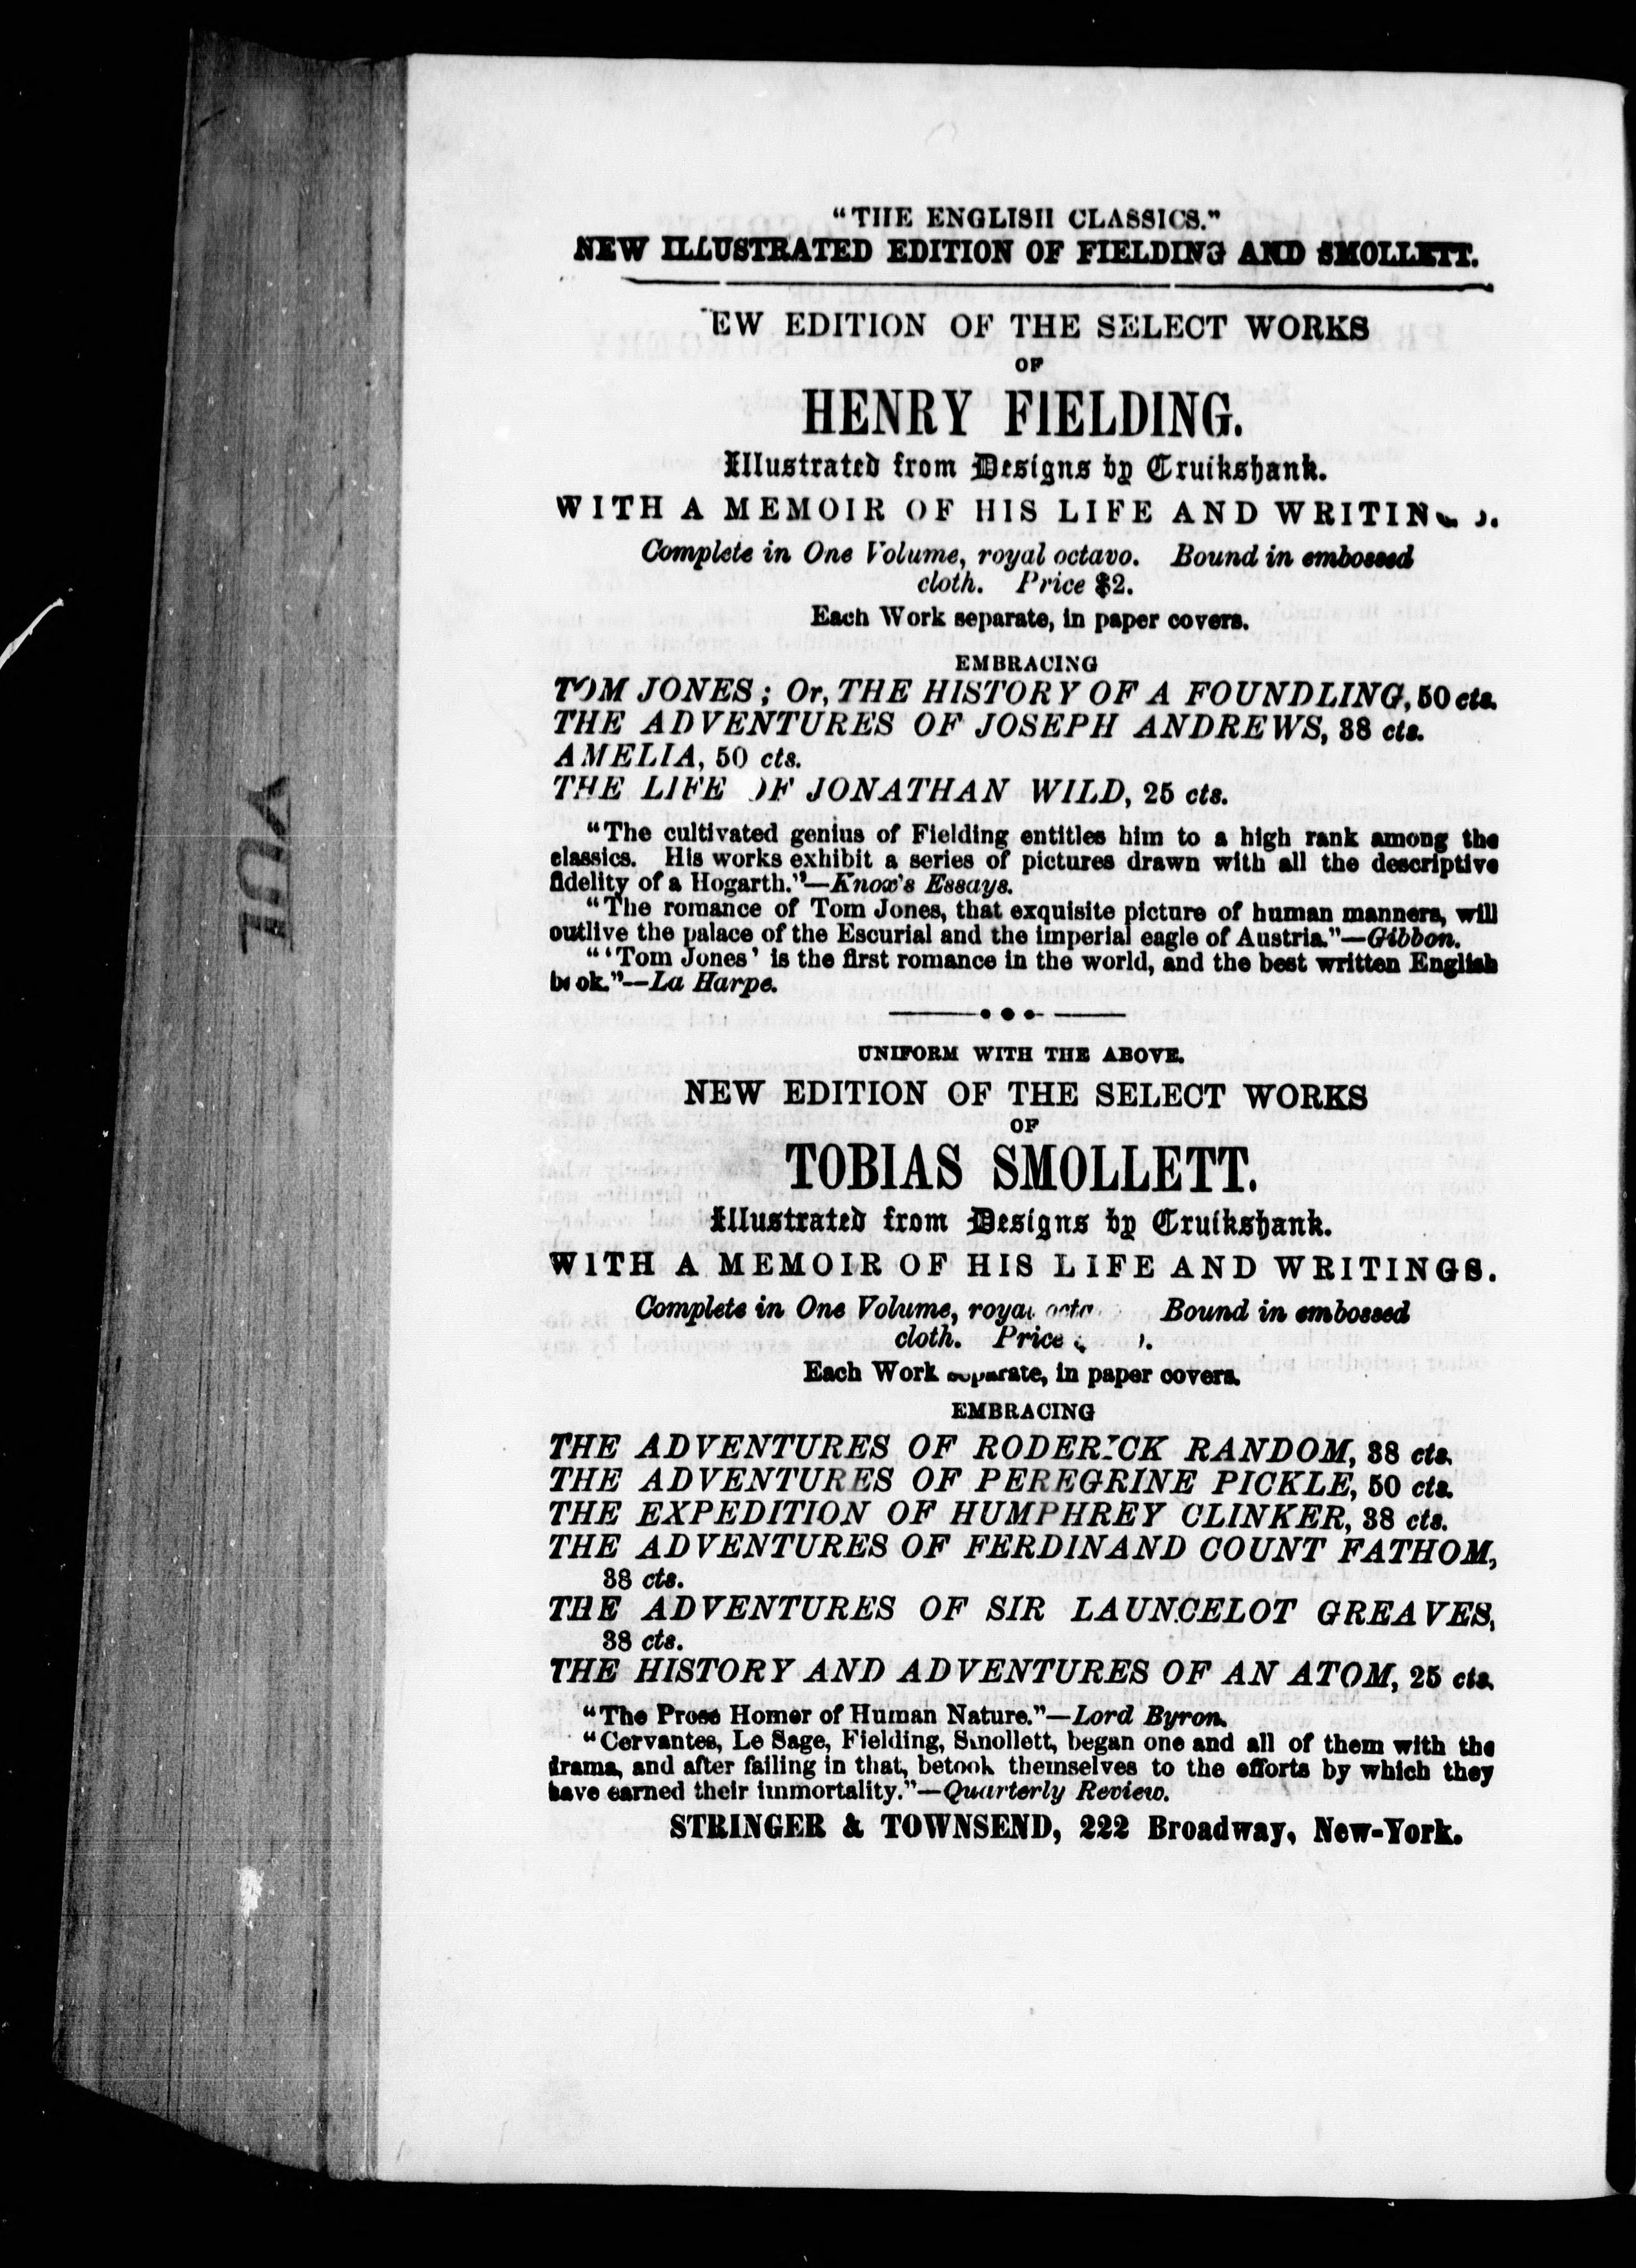 "THE ENGLISH CLASSICS."
NEW ILLUSTRATED EDITION OF FIELDING AND SMOLLETT.
EW EDITION OF THE SELECT WORKS
OF
HENRY FIELDING.
Illustrated from Designs by Cruikshank.
WITH A MEMOIR OF HIS LIFE AND
Complete in One Volume, royal octavo. Bound in embossed
cloth. Price $2.
Each Work separate, in paper covers.
EMBRACING
TOM JONES; Or, THE HISTORY OF A FOUNDLING, 50 cts.
THE ADVENTURES OF JOSEPH ANDREWS, 38 cts.
AMELIA, 50 cts.
THE LIFE OF JONATHAN WILD, 25 cts.
"The cultivated genius of Fielding entitles him to a high rank among the
classics. His works exhibit a series of pictures drawn with all the descriptive
fidelity of a Hogarth."—Knox's Essays.
"The romance of Tom Jones, that exquisite picture of human manners, will
outlive the palace of the Escurial and the imperial eagle of Austria."—Gibbon.
"'Tom Jones' is the first romance in the world, and the best written English
book."—La Harpe.
UNIFORM WITH THE ABOVE.
NEW EDITION OF THE SELECT WORKS
OF
TOBIAS SMOLLETT.
Illustrated from Designs by Cruikshank.
WITH A MEMOIR OF HIS LIFE AND WRITINGS.
Complete in One Volume, royal Bound in embossed
cloth. Price
Each Work separate, in paper covers.
EMBRACING
THE ADVENTURES OF RODERICK RANDOM, 38 cts.
THE ADVENTURES OF PEREGRINE PICKLE, 50 cts.
THE EXPEDITION OF HUMPHREY CLINKER, 38 cts.
THE ADVENTURES OF FERDINAND COUNT FATHOM,
38 cts.
THE ADVENTURES OF SIR LAUNCELOT GREAVES,
38 cts.
THE HISTORY AND ADVENTURES OF AN ATOM, 25 cts.
"The Prose Homer of Human Nature."—Lord Byron.
"Cervantes, Le Sage, Fielding, Smollett, began one and all of them with the
drama, and after failing in that, betook themselves to the efforts by which they
have earned their immortality."—Quarterly Review.
STRINGER & TOWNSEND, 222 Broadway, New-York.